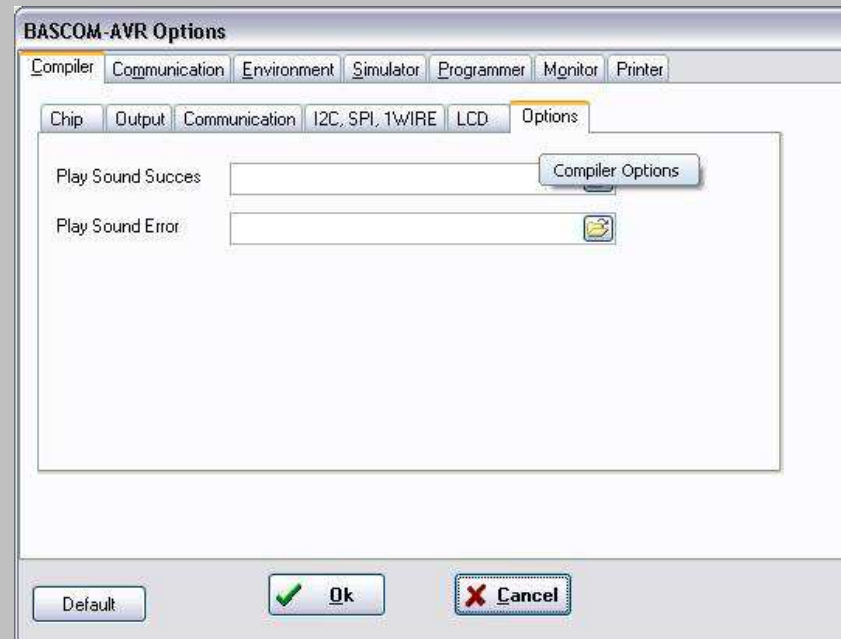 BASCOM-AVR Options
Compiler Communication Environment Simulator Programmer Monitor Printer
Chip Output Communication I2C, SPI, 1WIRE LCD Options
Play Sound Succes
Compiler Options
Play Sound Error
Default Ok Cancel